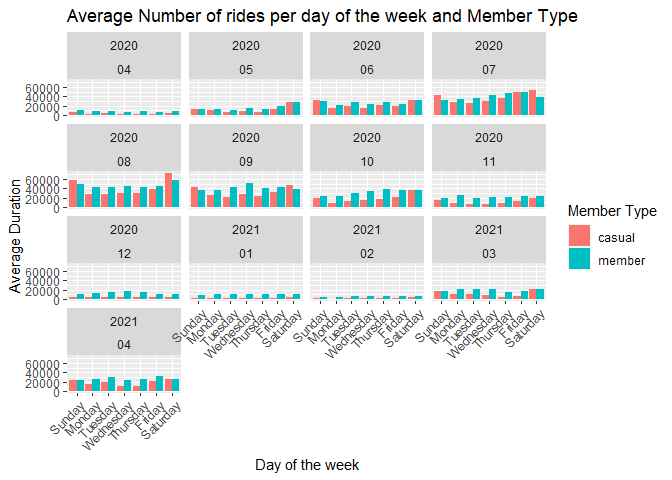 Average Number of rides per day of the week and Member Type
2020 2020 2020 2020
04 05 06 07
60000
40000
20000
0
2020 2020 2020 2020
08 09 10 11
60000
40000
20000
0
2020 2021 2021 2021
12 01 02 03
60000
40000
20000
0
Sunday Monday Tuesday Wednesday Thursday Friday Saturday Sunday Monday Tuesday Wednesday Thursday Friday Saturday Sunday Monday Tuesday Wednesday Thursday Friday Saturday
2021
04
60000
40000
20000
0
Sunday Monday Tuesday Wednesday Thursday Friday Saturday
Day of the week
Average Duration
Member Type
casual
member